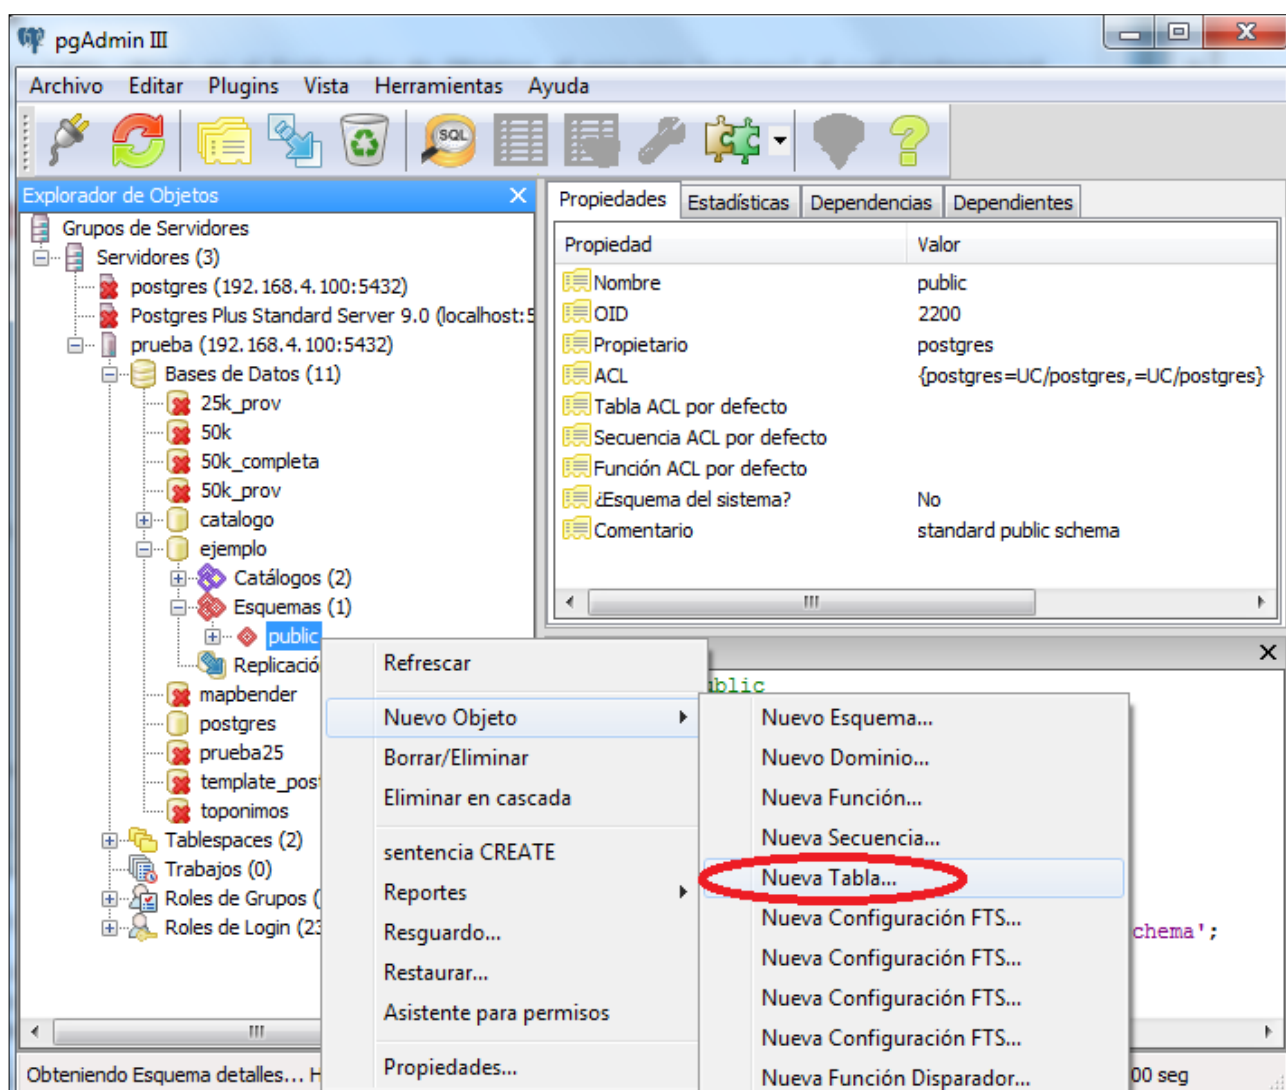 pgAdmin III
Archivo Editar Plugins Vista Herramientas Ayuda
SQL
Explorador de Objetos
Grupos de Servidores
Servidores (3)
postgres (192.168.4.100:5432)
Postgres Plus Standard Server 9.0 (localhost:5
prueba (192.168.4.100:5432)
Bases de Datos (11)
25k_prov
50k
50k_completa
50k_prov
catalogo
ejemplo
Catálogos (2)
Esquemas (1)
public
Replicació
mapbender
postgres
prueba25
template_pos
toponimos
Tablespaces (2)
Trabajos (0)
Roles de Grupos (
Roles de Login (23
Propiedades Estadísticas Dependencias Dependientes
Propiedad Valor
Nombre public
OID 2200
Propietario postgres
ACL {postgres=UC/postgres,=UC/postgres}
Tabla ACL por defecto
Secuencia ACL por defecto
Función ACL por defecto
¿Esquema del sistema? No
Comentario standard public schema
ublic
chema';
Refrescar
Nuevo Objeto
Borrar/Eliminar
Eliminar en cascada
sentencia CREATE
Reportes
Resguardo...
Restaurar...
Asistente para permisos
Propiedades...
Nuevo Esquema...
Nuevo Dominio...
Nueva Función...
Nueva Secuencia...
Nueva Tabla...
Nueva Configuración FTS...
Nueva Configuración FTS...
Nueva Configuración FTS...
Nueva Configuración FTS...
Nueva Función Disparador...
Obteniendo Esquema detalles... H
00 seg